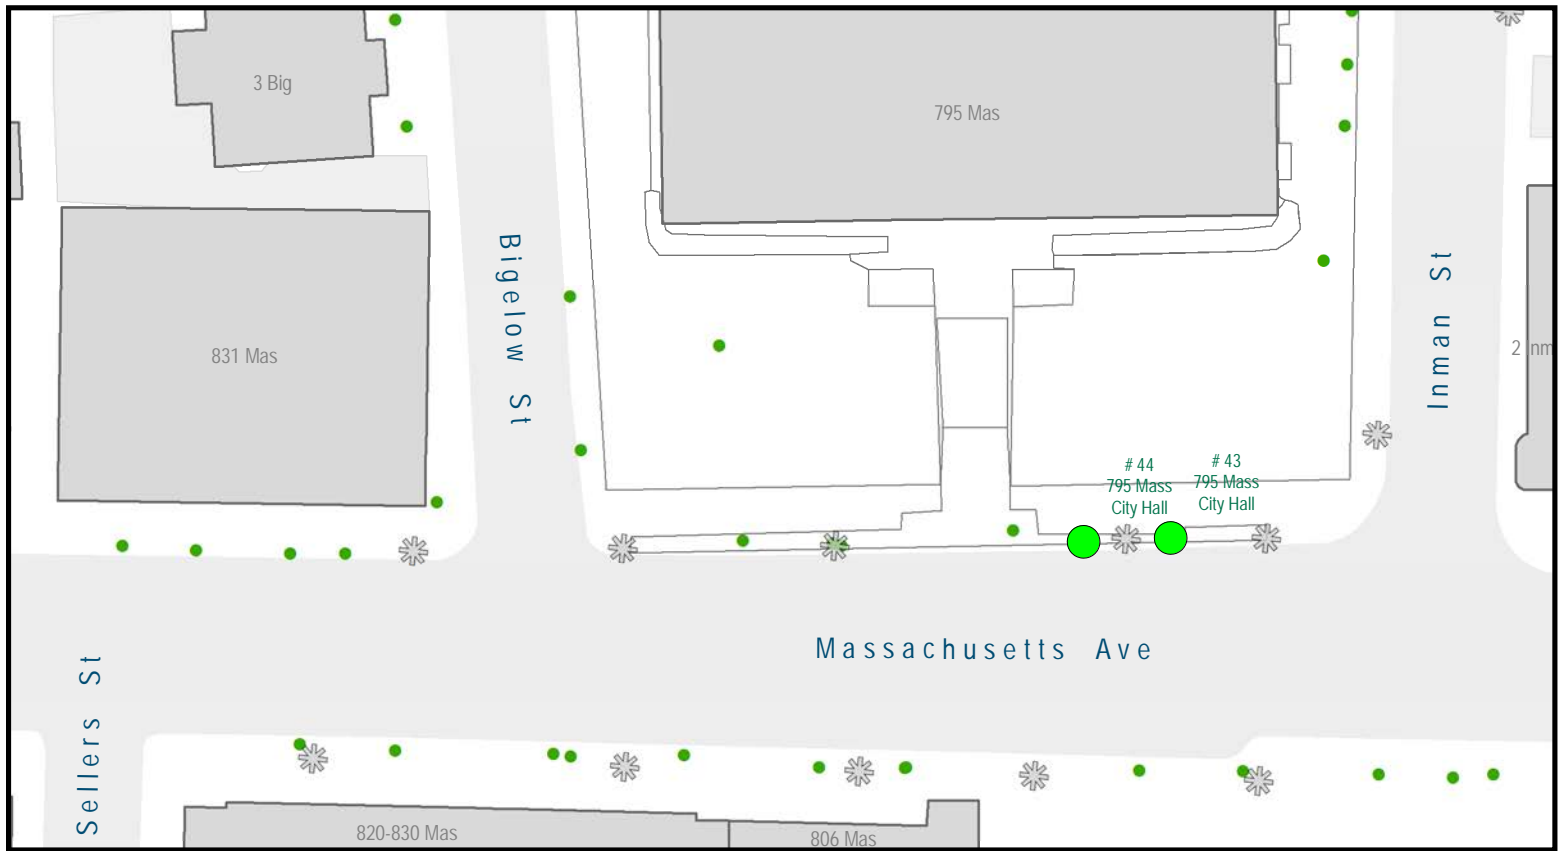 3 Big
795 Mas
Bigelow St
831 Mas
Inman St
2 Inm
# 44
795 Mass
City Hall
# 43
795 Mass
City Hall
Massachusetts Ave
Sellers St
820-830 Mas
806 Mas